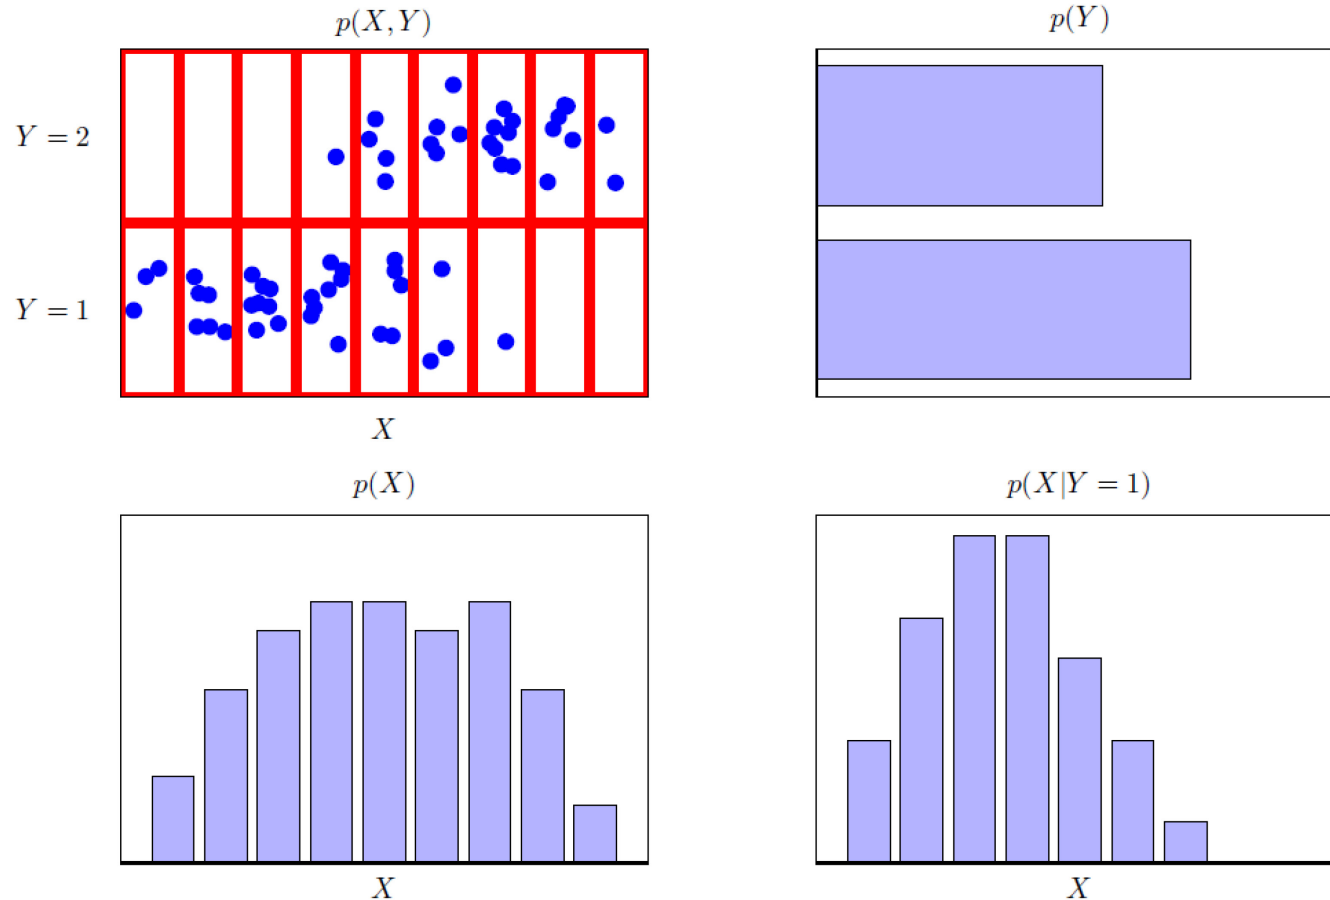 p(X, Y)
Y = 2
Y = 1
X
p(Y)
p(X)
X
p(X|Y = 1)
X